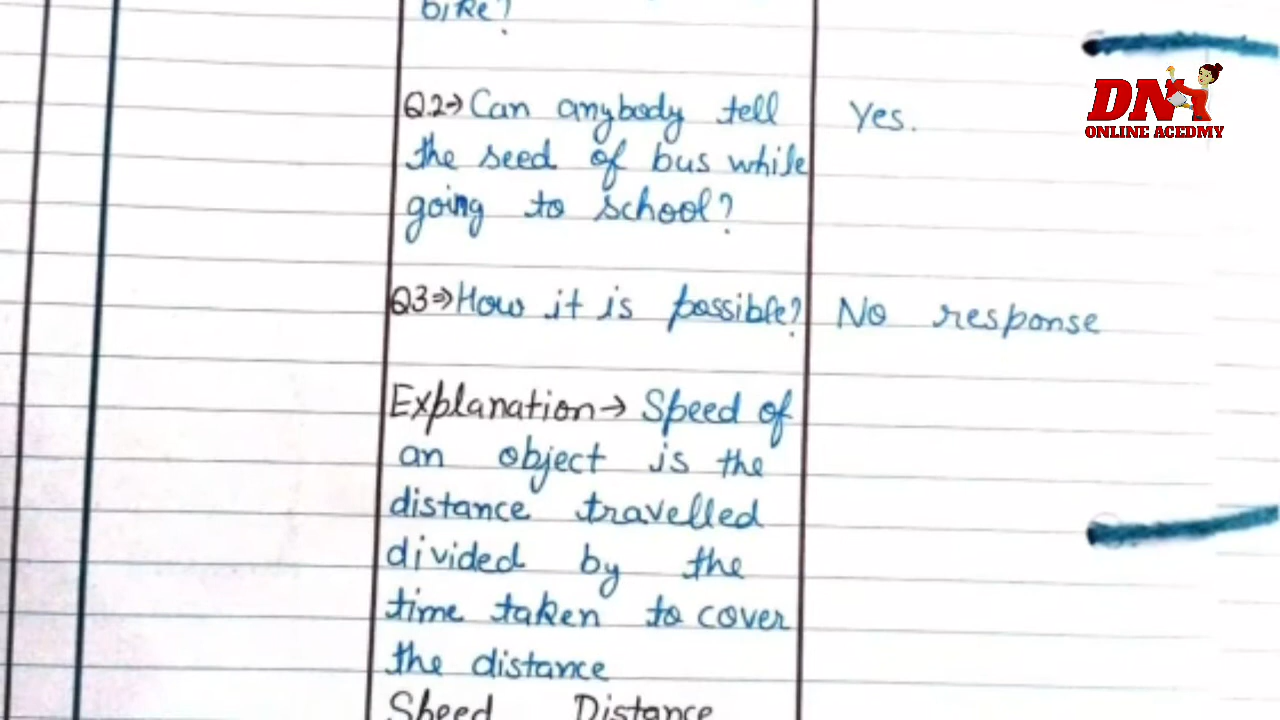 bike?
Q.2→ Can anybody tell Yes.
the seed of bus while
going to school?
Q3⇒ How it is possible? No response
Explanation→ Speed of
an object is the
distance travelled
divided by the
time taken to cover
the distance
Speed Distance
DNA
ONLINE ACEDMY